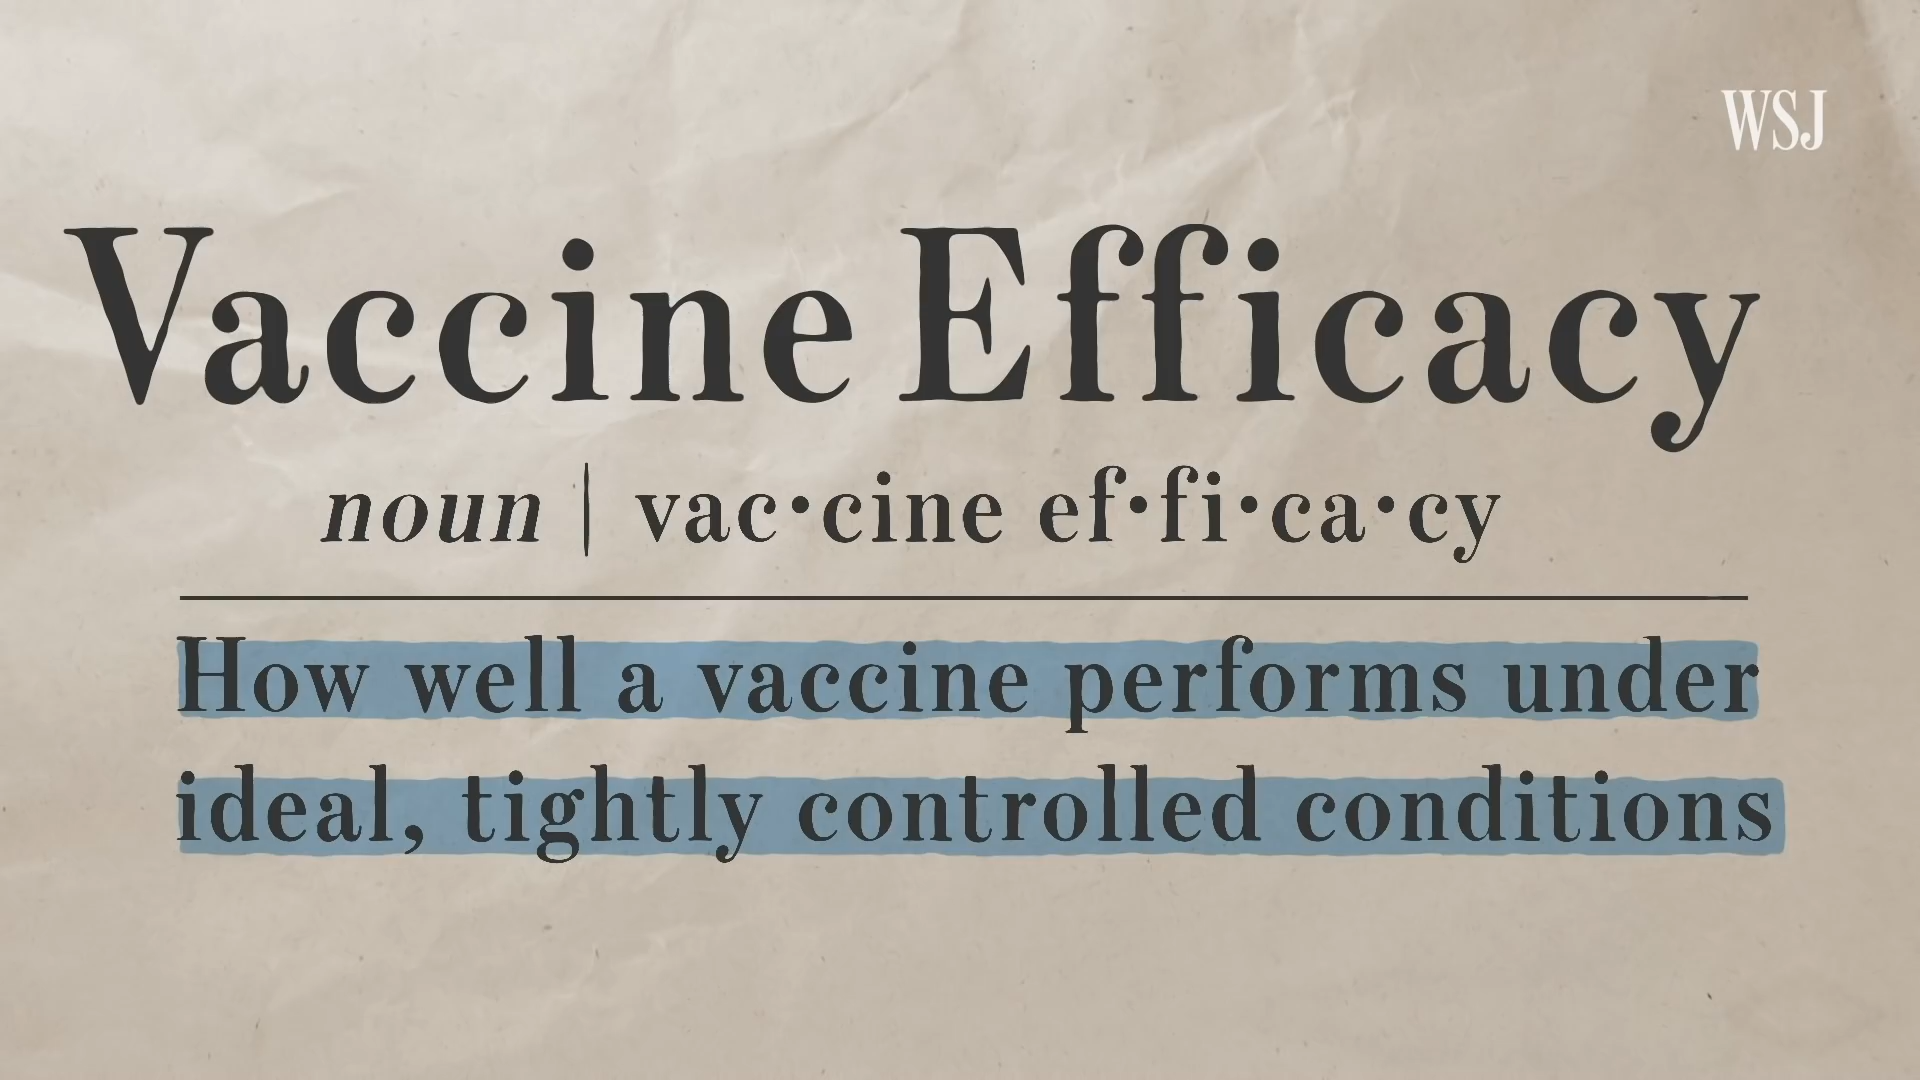 WSJ
Vaccine Efficacy
noun | vac·cine ef·fi·ca·cy
How well a vaccine performs under
ideal, tightly controlled conditions